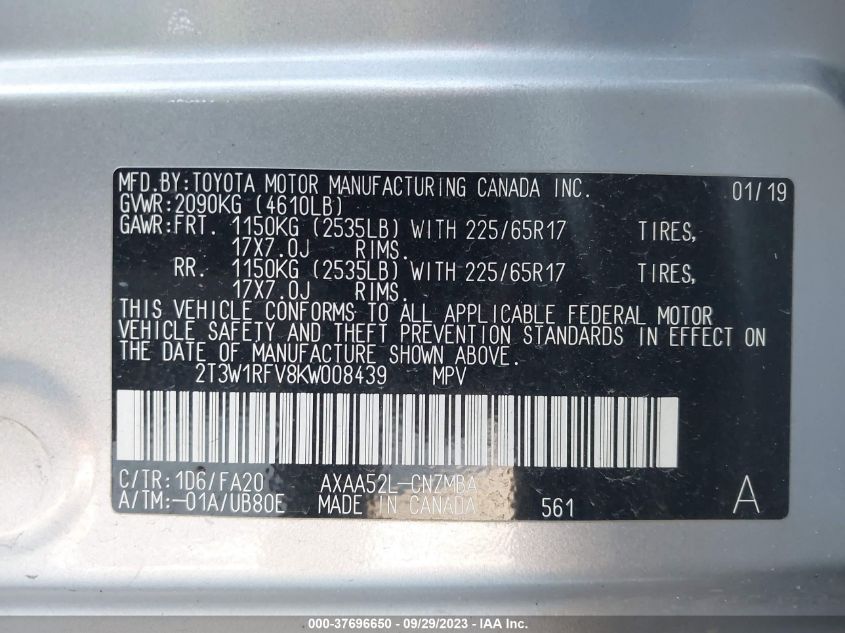 MFD.BY:TOYOTA MOTOR MANUFACTURING CANADA INC. 01/19
GVWR:2090KG (4610LB)
GAWR:FRT. 1150KG (2535LB) WITH 225/65R17 TIRES,
17X7.0J RIMS.
RR. 1150KG (2535LB) WITH 225/65R17 TIRES,
17X7.0J RIMS.
THIS VEHICLE CONFORMS TO ALL APPLICABLE FEDERAL MOTOR
VEHICLE SAFETY AND THEFT PREVENTION STANDARDS IN EFFECT ON
THE DATE OF MANUFACTURE SHOWN ABOVE.
2T3W1RFV8KW008439 MPV
C/TR:1D6/FA20 AXAA52L-CNZMBA
A/TM:-01A/UB80E MADE IN CANADA 561 A
000-37696650 - 09/29/2023 - IAA Inc.